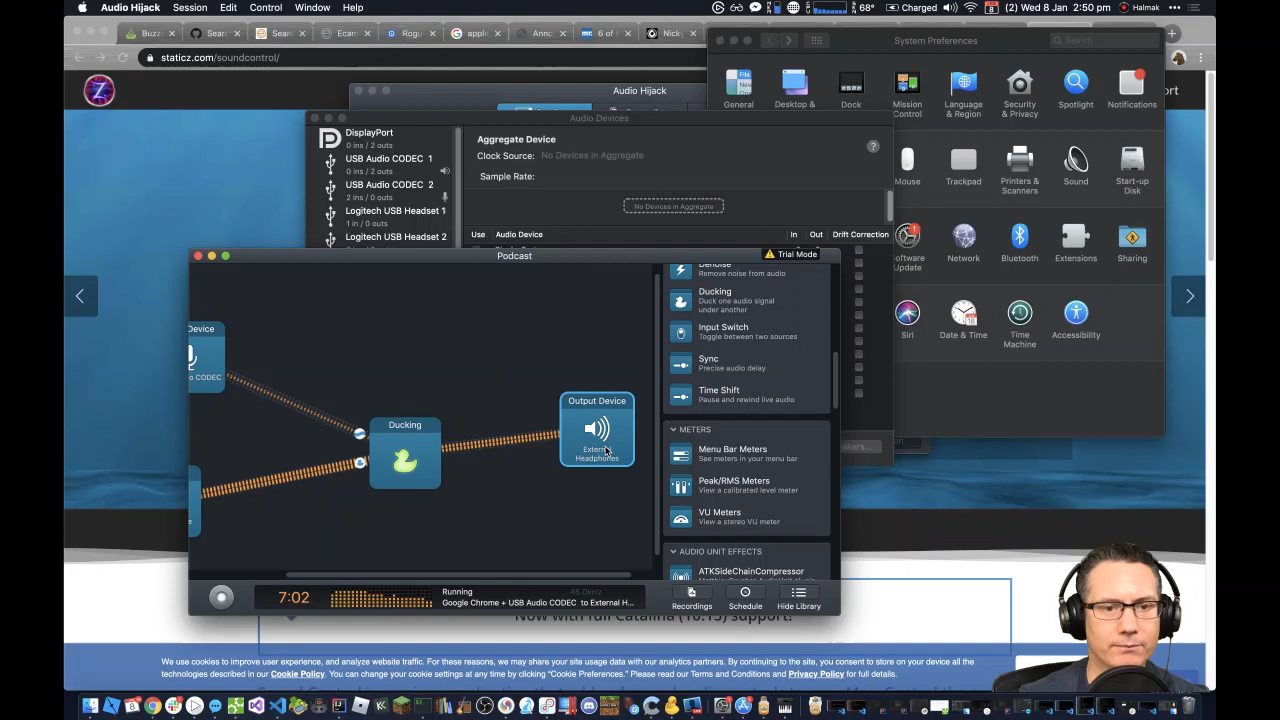 Audio Hijack Session Edit Control Window Help
68° Charged (2) Wed 8 Jan 2:50 pm Halmak
Buzz Searc Searc Ecam Rogu apple Anno 6 of Nicky
staticz.com/soundcontrol/
System Preferences
Search
General
Desktop &
Dock
Mission
Control
Language
& Region
Security
& Privacy
Spotlight
Notifications
Mouse
Trackpad
Printers &
Scanners
Sound
Start-up
Disk
Software
Update
Network
Bluetooth
Extensions
Sharing
Siri
Date & Time
Time
Machine
Accessibility
Audio Hijack
Audio Devices
DisplayPort
0 ins / 2 outs
USB Audio CODEC 1
0 ins / 2 outs
USB Audio CODEC 2
2 ins / 0 outs
Logitech USB Headset 1
1 in / 0 outs
Logitech USB Headset 2
Aggregate Device
Clock Source: No Devices in Aggregate
Sample Rate:
No Devices in Aggregate
Use Audio Device In Out Drift Correction
Podcast
Trial Mode
Device
o CODEC
Ducking
Output Device
External
Headphones
Denoise
Remove noise from audio
Ducking
Duck one audio signal
under another
Input Switch
Toggle between two sources
Sync
Precise audio delay
Time Shift
Pause and rewind live audio
METERS
Menu Bar Meters
See meters in your menu bar
Peak/RMS Meters
View a calibrated level meter
VU Meters
View a stereo VU meter
AUDIO UNIT EFFECTS
ATKSideChainCompressor
7:02
Running
48.0kHz
Google Chrome + USB Audio CODEC to External H...
Recordings
Schedule
Hide Library
Now with full Catalina (10.15) support!
We use cookies to improve user experience, and analyze website traffic. For these reasons, we may share your site usage data with our analytics partners. By continuing to the site, you consent to store on your device all the
technologies described in our Cookie Policy. You can change your cookie settings at any time by clicking "Cookie Preferences." Please read our Terms and Conditions and Privacy Policy for full details.